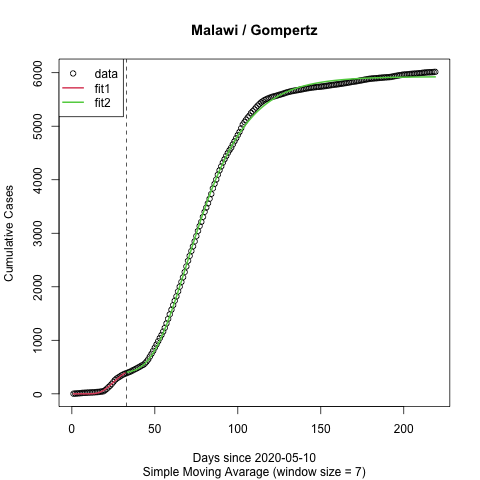 Malawi / Gompertz
data
fit1
fit2
Cumulative Cases
0
1000
2000
3000
4000
5000
6000
0 50 100 150 200
Days since 2020-05-10
Simple Moving Avarage (window size = 7)